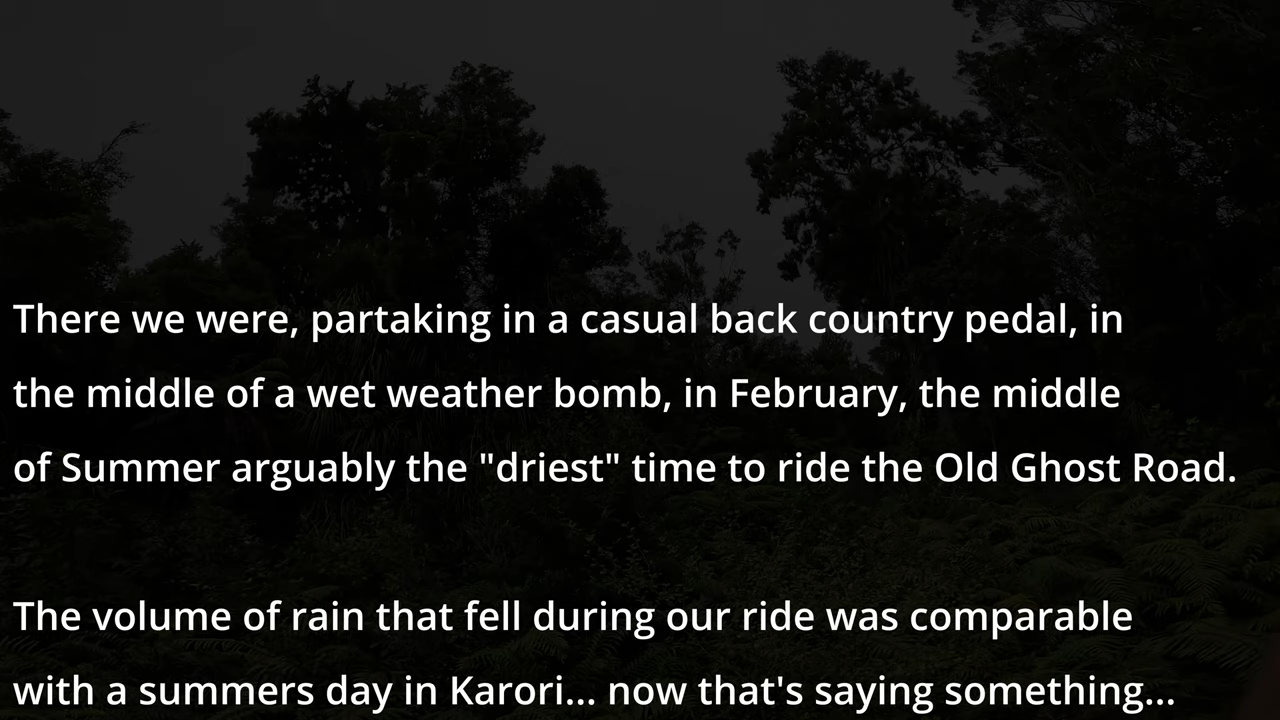 There we were, partaking in a casual back country pedal, in
the middle of a wet weather bomb, in February, the middle
of Summer arguably the "driest" time to ride the Old Ghost Road.
The volume of rain that fell during our ride was comparable
with a summers day in Karori... now that's saying something...